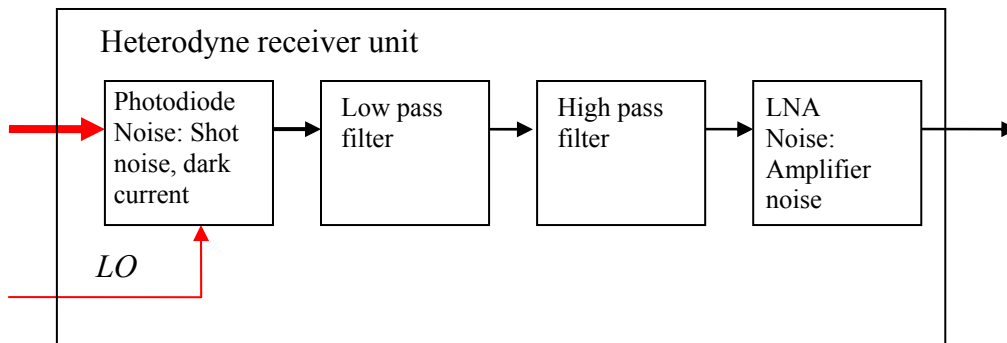 Heterodyne receiver unit
Photodiode
Noise: Shot
noise, dark
current
Low pass
filter
High pass
filter
LNA
Noise:
Amplifier
noise
LO